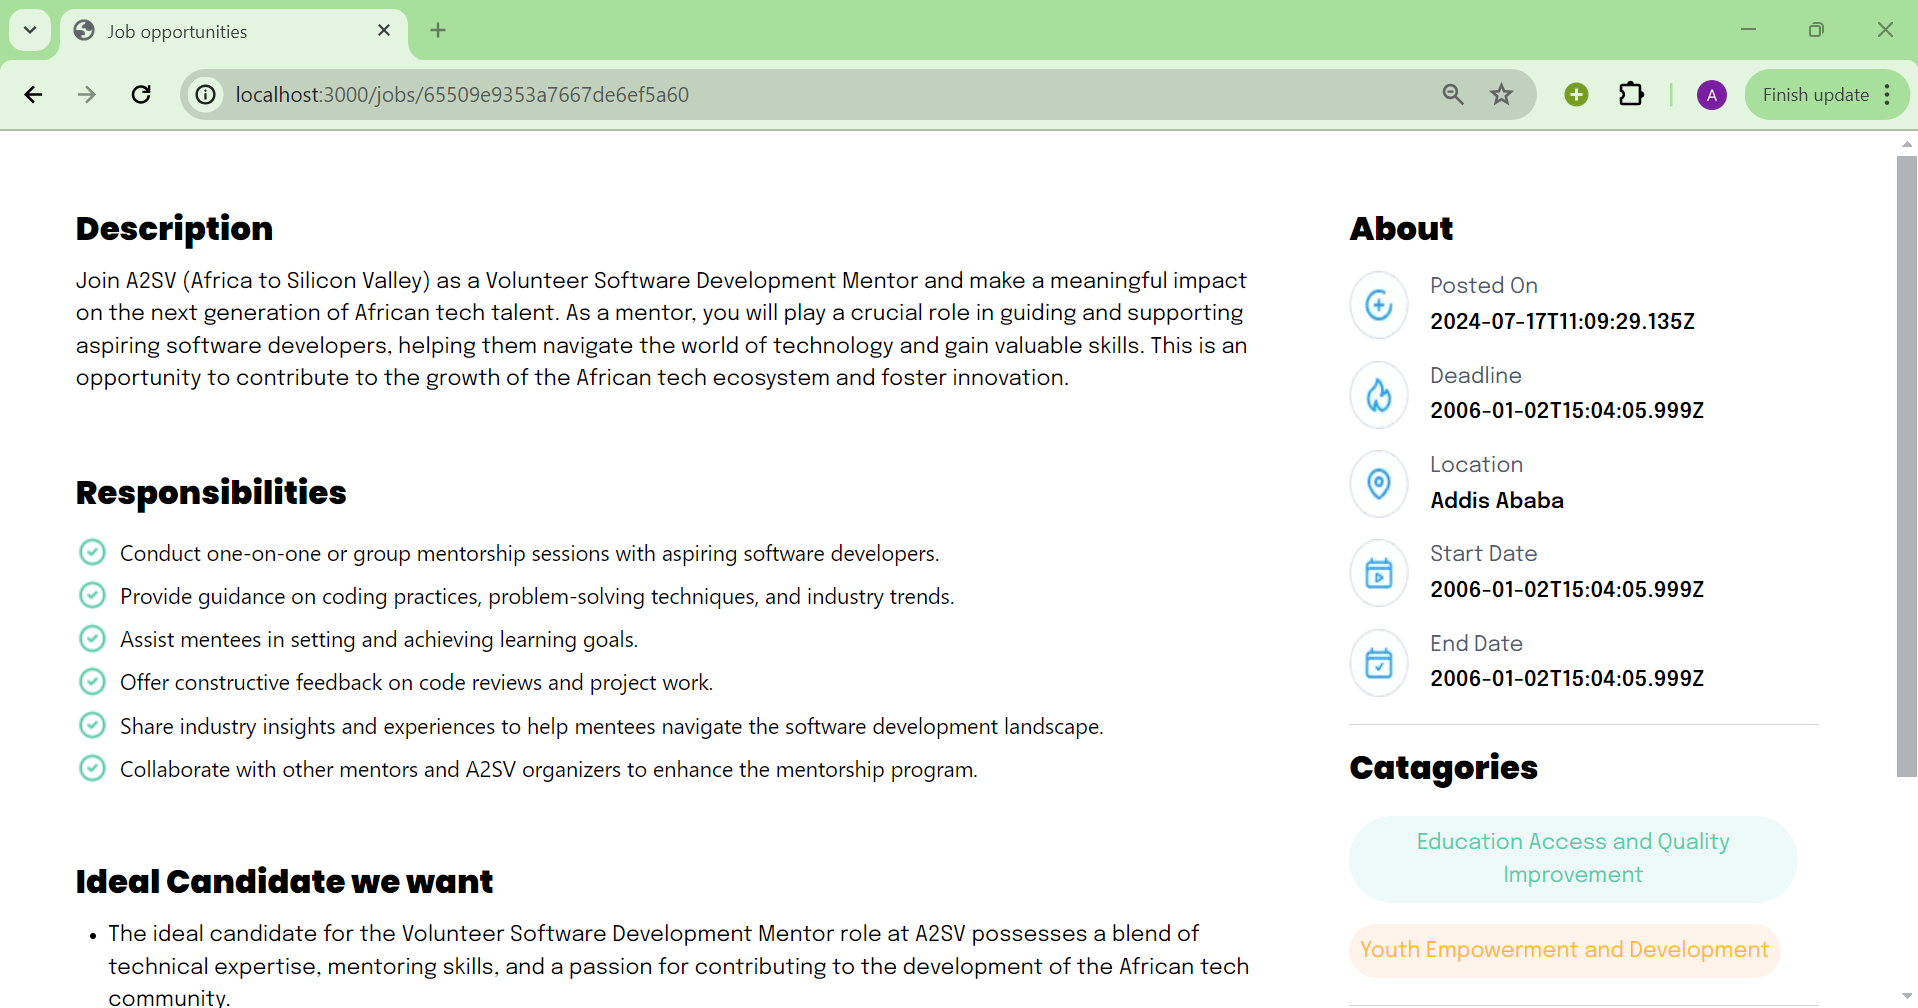 Job opportunities
localhost:3000/jobs/65509e9353a7667de6ef5a60
A
Finish update
Description
Join A2SV (Africa to Silicon Valley) as a Volunteer Software Development Mentor and make a meaningful impact
on the next generation of African tech talent. As a mentor, you will play a crucial role in guiding and supporting
aspiring software developers, helping them navigate the world of technology and gain valuable skills. This is an
opportunity to contribute to the growth of the African tech ecosystem and foster innovation.
Responsibilities
Conduct one-on-one or group mentorship sessions with aspiring software developers.
Provide guidance on coding practices, problem-solving techniques, and industry trends.
Assist mentees in setting and achieving learning goals.
Offer constructive feedback on code reviews and project work.
Share industry insights and experiences to help mentees navigate the software development landscape.
Collaborate with other mentors and A2SV organizers to enhance the mentorship program.
Ideal Candidate we want
• The ideal candidate for the Volunteer Software Development Mentor role at A2SV possesses a blend of
technical expertise, mentoring skills, and a passion for contributing to the development of the African tech
community.
About
Posted On
2024-07-17T11:09:29.135Z
Deadline
2006-01-02T15:04:05.999Z
Location
Addis Ababa
Start Date
2006-01-02T15:04:05.999Z
End Date
2006-01-02T15:04:05.999Z
Catagories
Education Access and Quality
Improvement
Youth Empowerment and Development